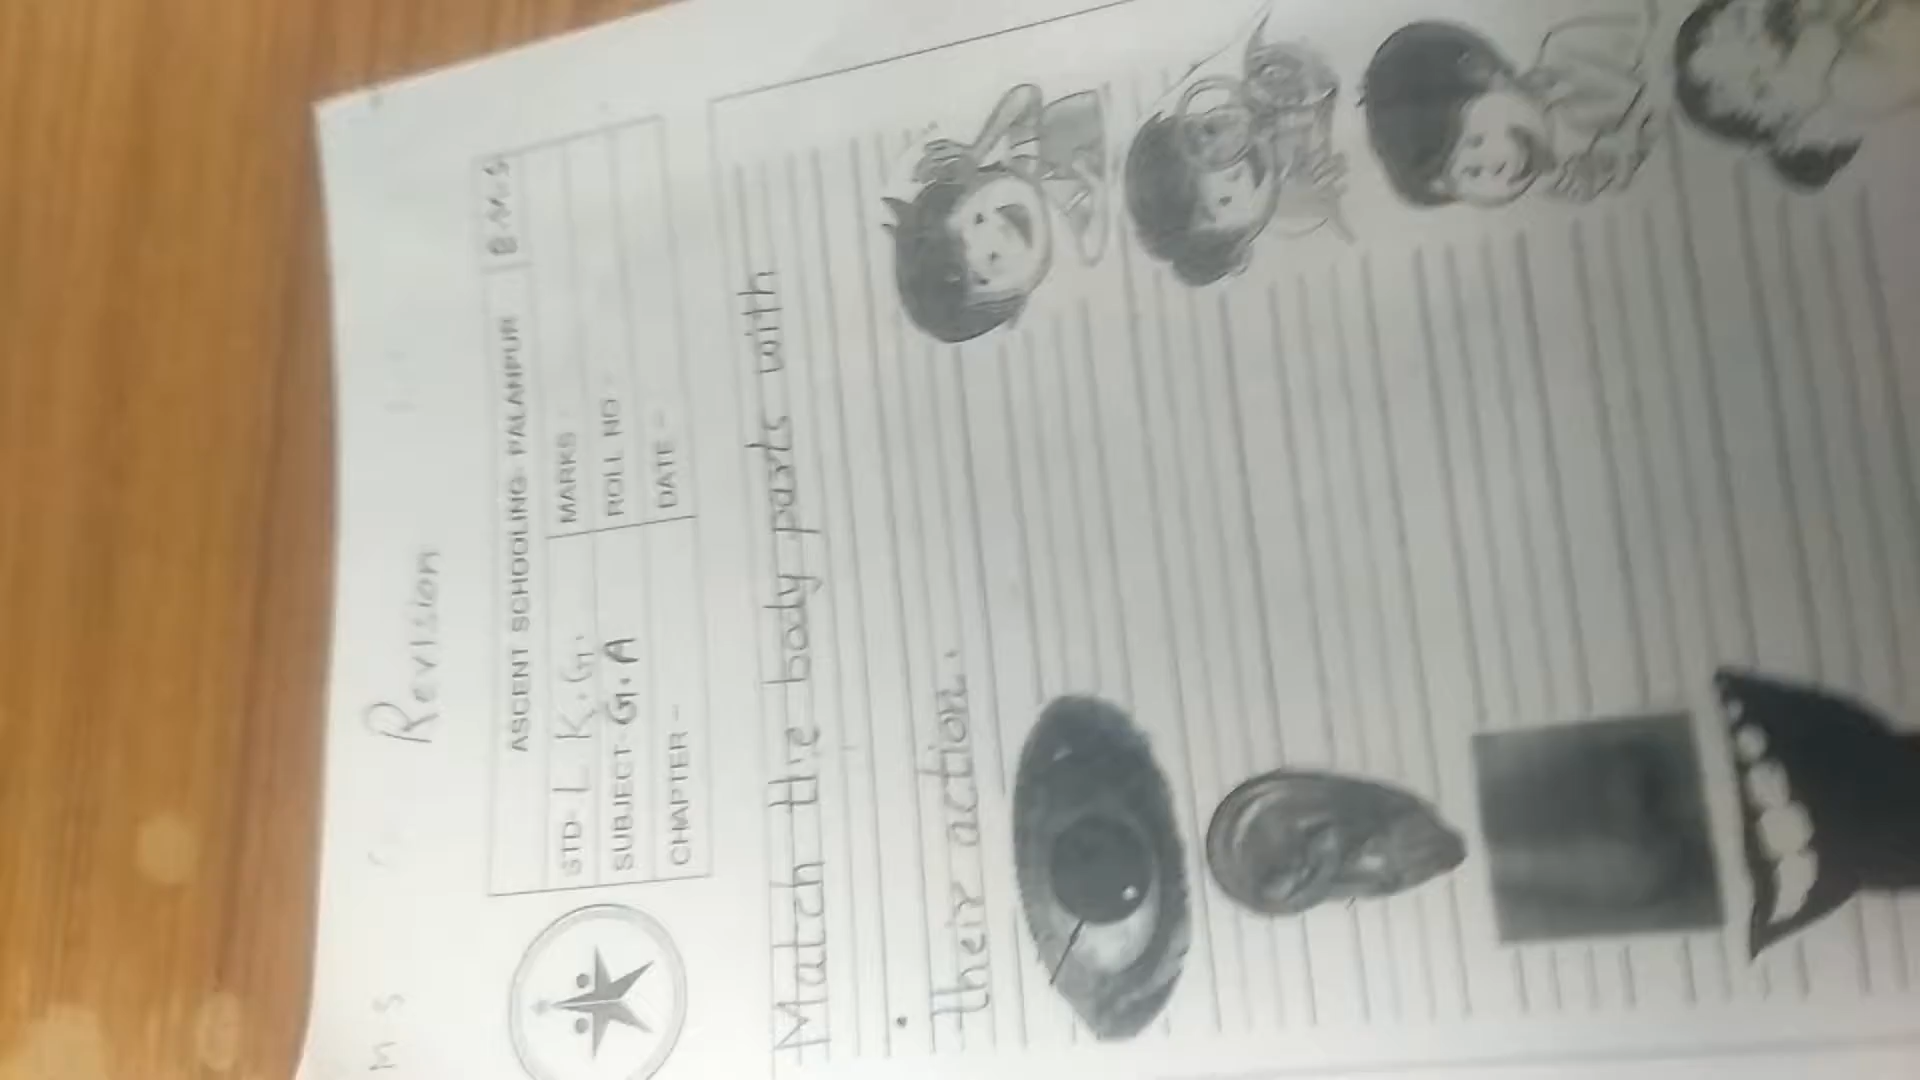 Revision
ASCENT SCHOOLING PALANPUR
STD- L.K.G. MARKS
SUBJECT- G.A ROLL NO -
CHAPTER - DATE -
Match the body parts with
their action.